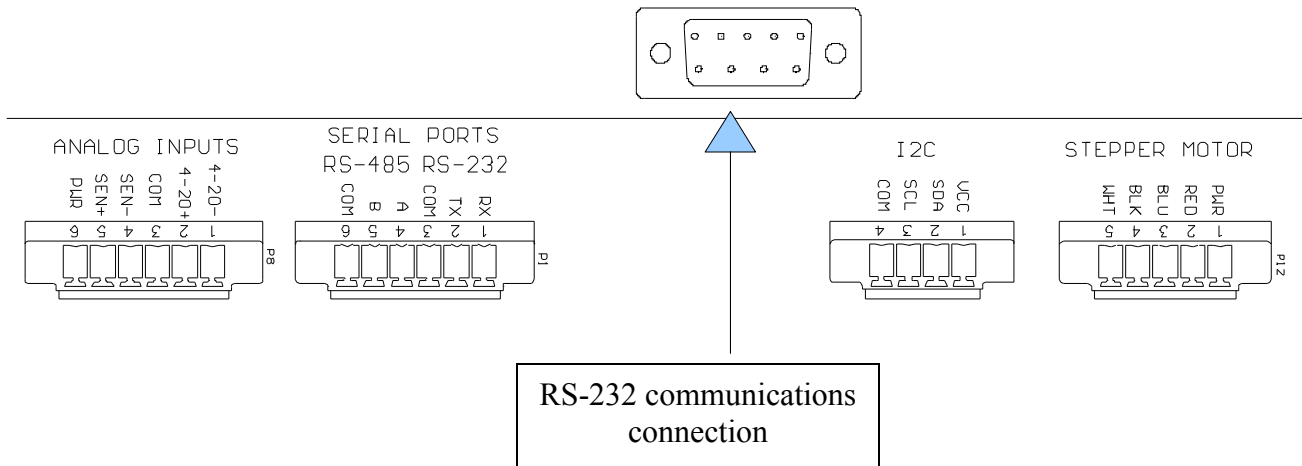 ANALOG INPUTS
PWR
SEN+
SEN-
COM
4-20+
4-20-
6 5 4 3 2 1
P8
SERIAL PORTS
RS-485 RS-232
COM
B
A
COM
TX
RX
6 5 4 3 2 1
P1
I2C
COM
SCL
SDA
VCC
4 3 2 1
STEPPER MOTOR
WHT
BLK
BLU
RED
PWR
5 4 3 2 1
P12
RS-232 communications
connection